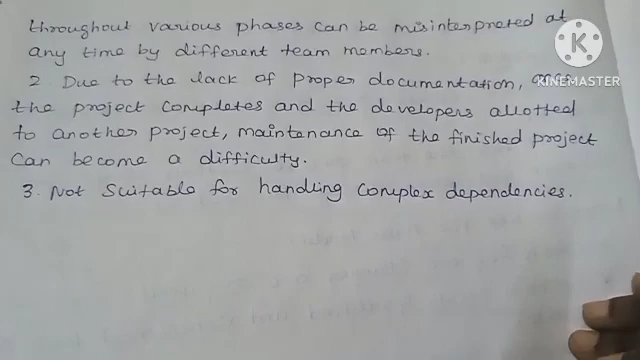 throughout various phases can be misinterpreted at
any time by different team members.
2. Due to the lack of proper documentation,
the project completes and the developers allotted
to another project, maintenance of the finished project
can become a difficulty.
3. Not suitable for handling complex dependencies.
KINEMASTER